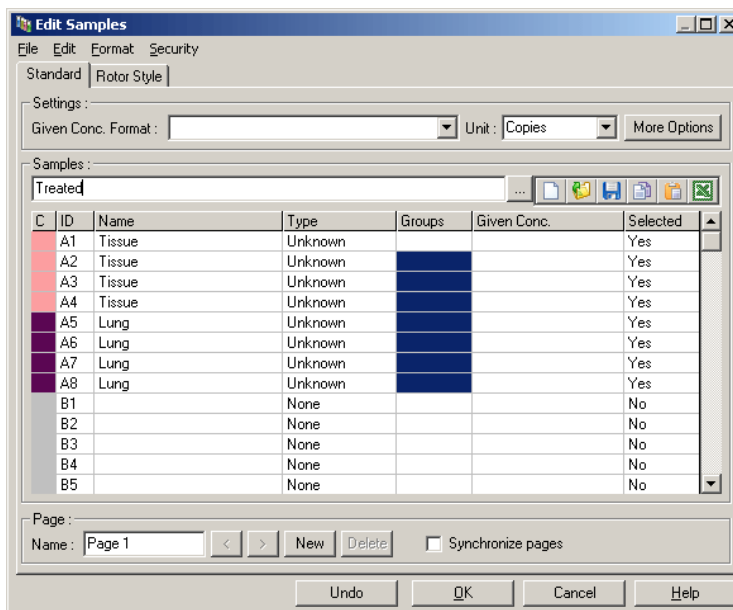 Edit Samples
File Edit Format Security
Standard Rotor Style
Settings :
Given Conc. Format : Unit : Copies More Options
Samples :
Treated ...
C ID Name Type Groups Given Conc. Selected
A1 Tissue Unknown Yes
A2 Tissue Unknown Yes
A3 Tissue Unknown Yes
A4 Tissue Unknown Yes
A5 Lung Unknown Yes
A6 Lung Unknown Yes
A7 Lung Unknown Yes
A8 Lung Unknown Yes
B1 None No
B2 None No
B3 None No
B4 None No
B5 None No
Page :
Name : Page 1 < > New Delete Synchronize pages
Undo OK Cancel Help